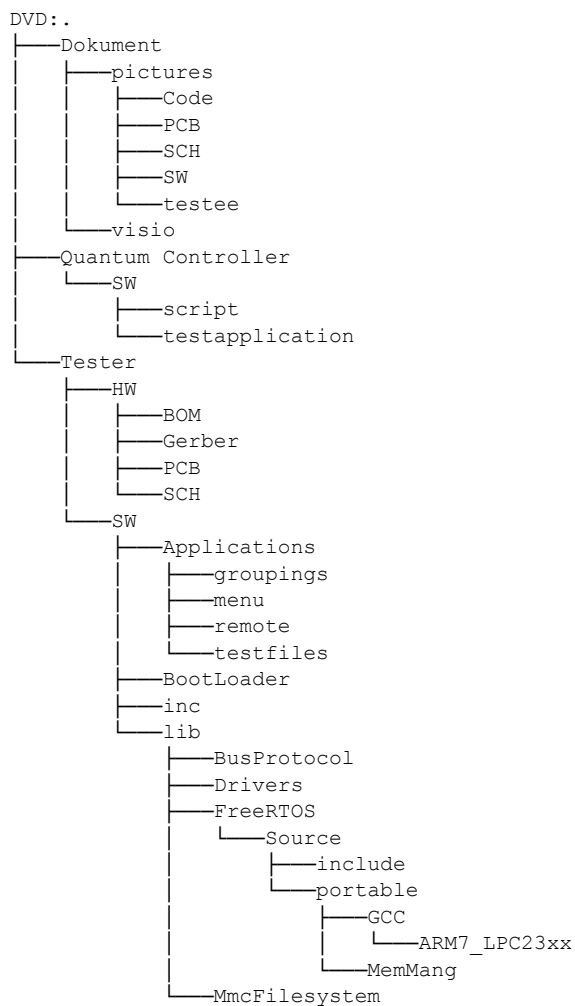 DVD:.
Dokument
pictures
Code
PCB
SCH
SW
testee
visio
Quantum Controller
SW
script
testapplication
Tester
HW
BOM
Gerber
PCB
SCH
SW
Applications
groupings
menu
remote
testfiles
BootLoader
inc
lib
BusProtocol
Drivers
FreeRTOS
Source
include
portable
GCC
ARM7_LPC23xx
MemMang
MmcFilesystem